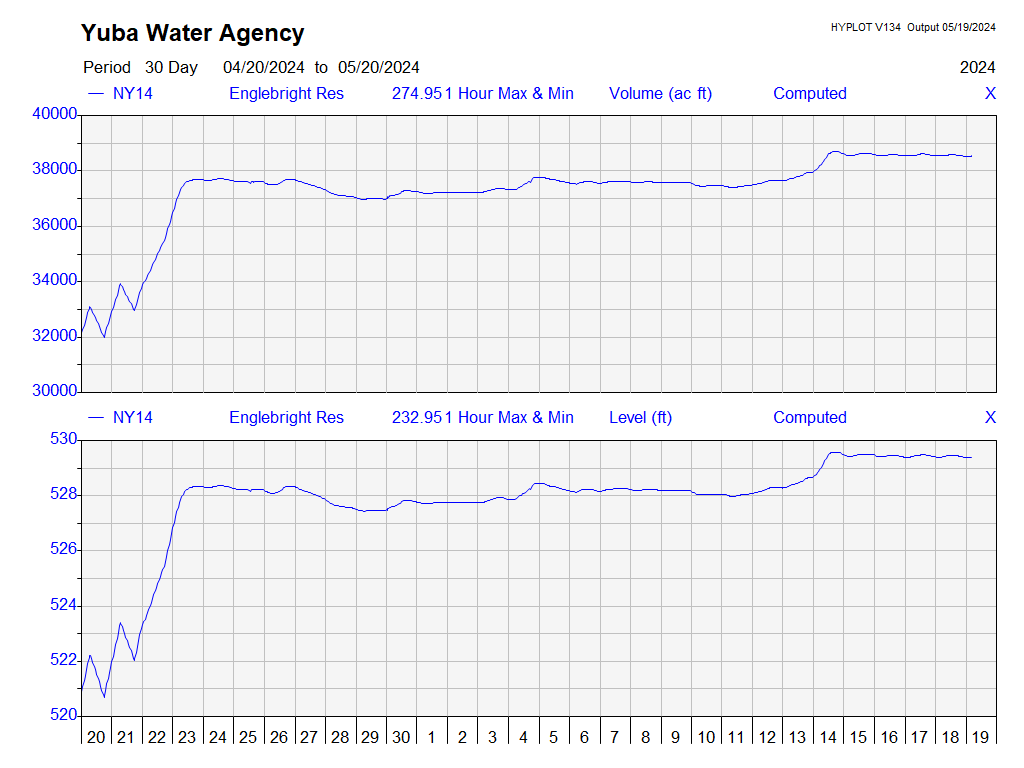 Yuba Water Agency
HYPLOT V134 Output 05/19/2024
Period 30 Day 04/20/2024 to 05/20/2024 2024
NY14 Englebright Res 274.951 Hour Max & Min Volume (ac ft) Computed X
40000
38000
36000
34000
32000
30000
NY14 Englebright Res 232.951 Hour Max & Min Level (ft) Computed X
530
528
526
524
522
520
20 21 22 23 24 25 26 27 28 29 30 1 2 3 4 5 6 7 8 9 10 11 12 13 14 15 16 17 18 19